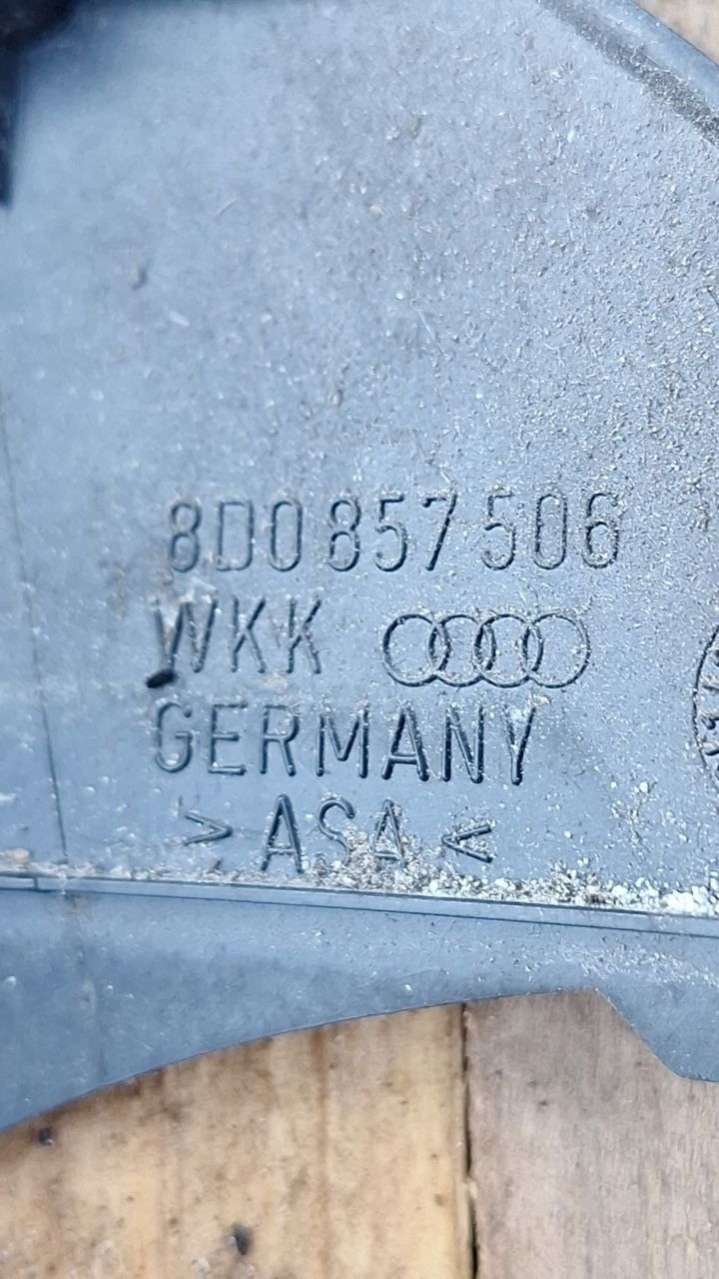 8D0 857 506
WKK
GERMANY
>ASA<